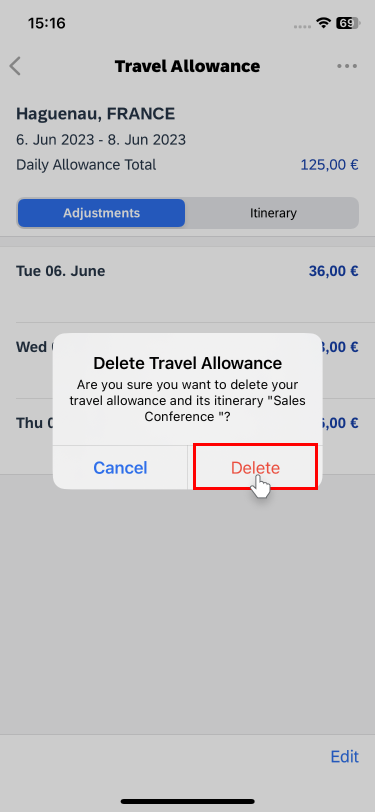 15:16
69
Travel Allowance
Haguenau, FRANCE
6. Jun 2023 - 8. Jun 2023
Daily Allowance Total 125,00 €
Adjustments Itinerary
Tue 06. June 36,00 €
Wed
Delete Travel Allowance
Are you sure you want to delete your
travel allowance and its itinerary "Sales
Conference "?
Thu
Cancel Delete
Edit